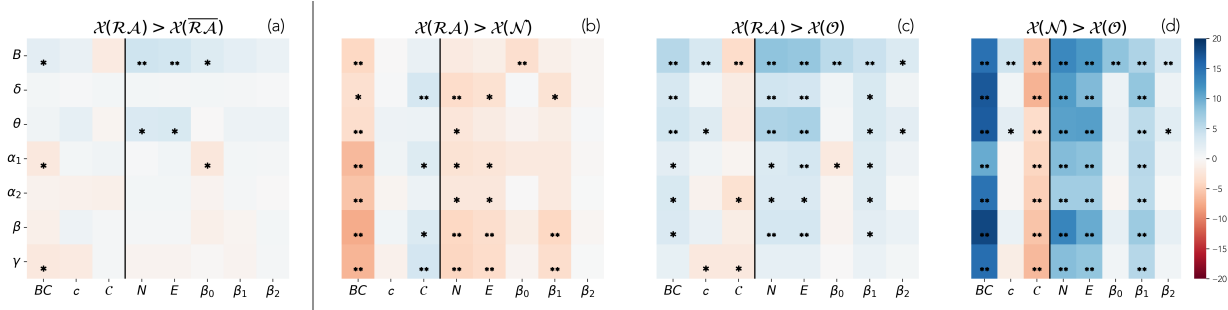 𝒳(ℛ𝒜) > 𝒳(ℛ𝒜̅) (a)
𝒳(ℛ𝒜) > 𝒳(𝒩) (b)
𝒳(ℛ𝒜) > 𝒳(𝒪) (c)
𝒳(𝒩) > 𝒳(𝒪) (d)
B ** ** ** *
δ
θ * *
α₁ * *
α₂
β
γ *
BC c C N E β₀ β₁ β₂
BC c C N E β₀ β₁ β₂
BC c C N E β₀ β₁ β₂
BC c C N E β₀ β₁ β₂
20
15
10
5
0
−5
−10
−15
−20